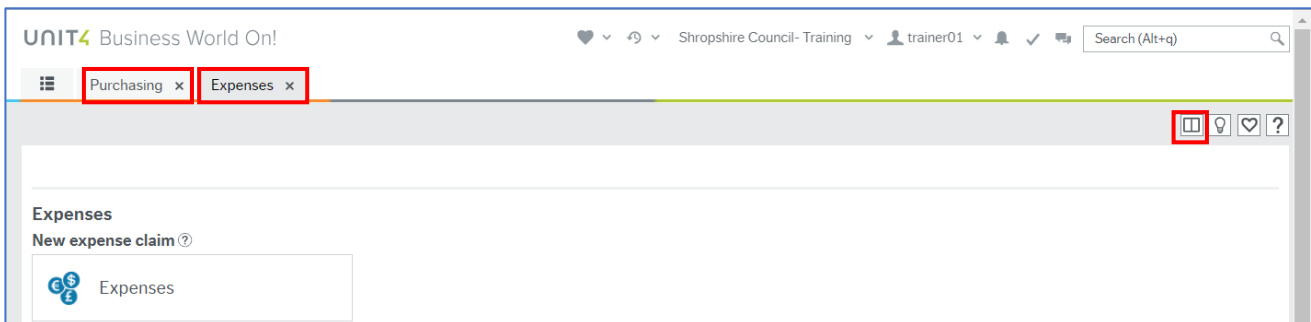 UNIT4 Business World On!
Shropshire Council- Training trainer01 Search (Alt+q)
Purchasing x Expenses x
?
Expenses
New expense claim ?
€ $ £ Expenses